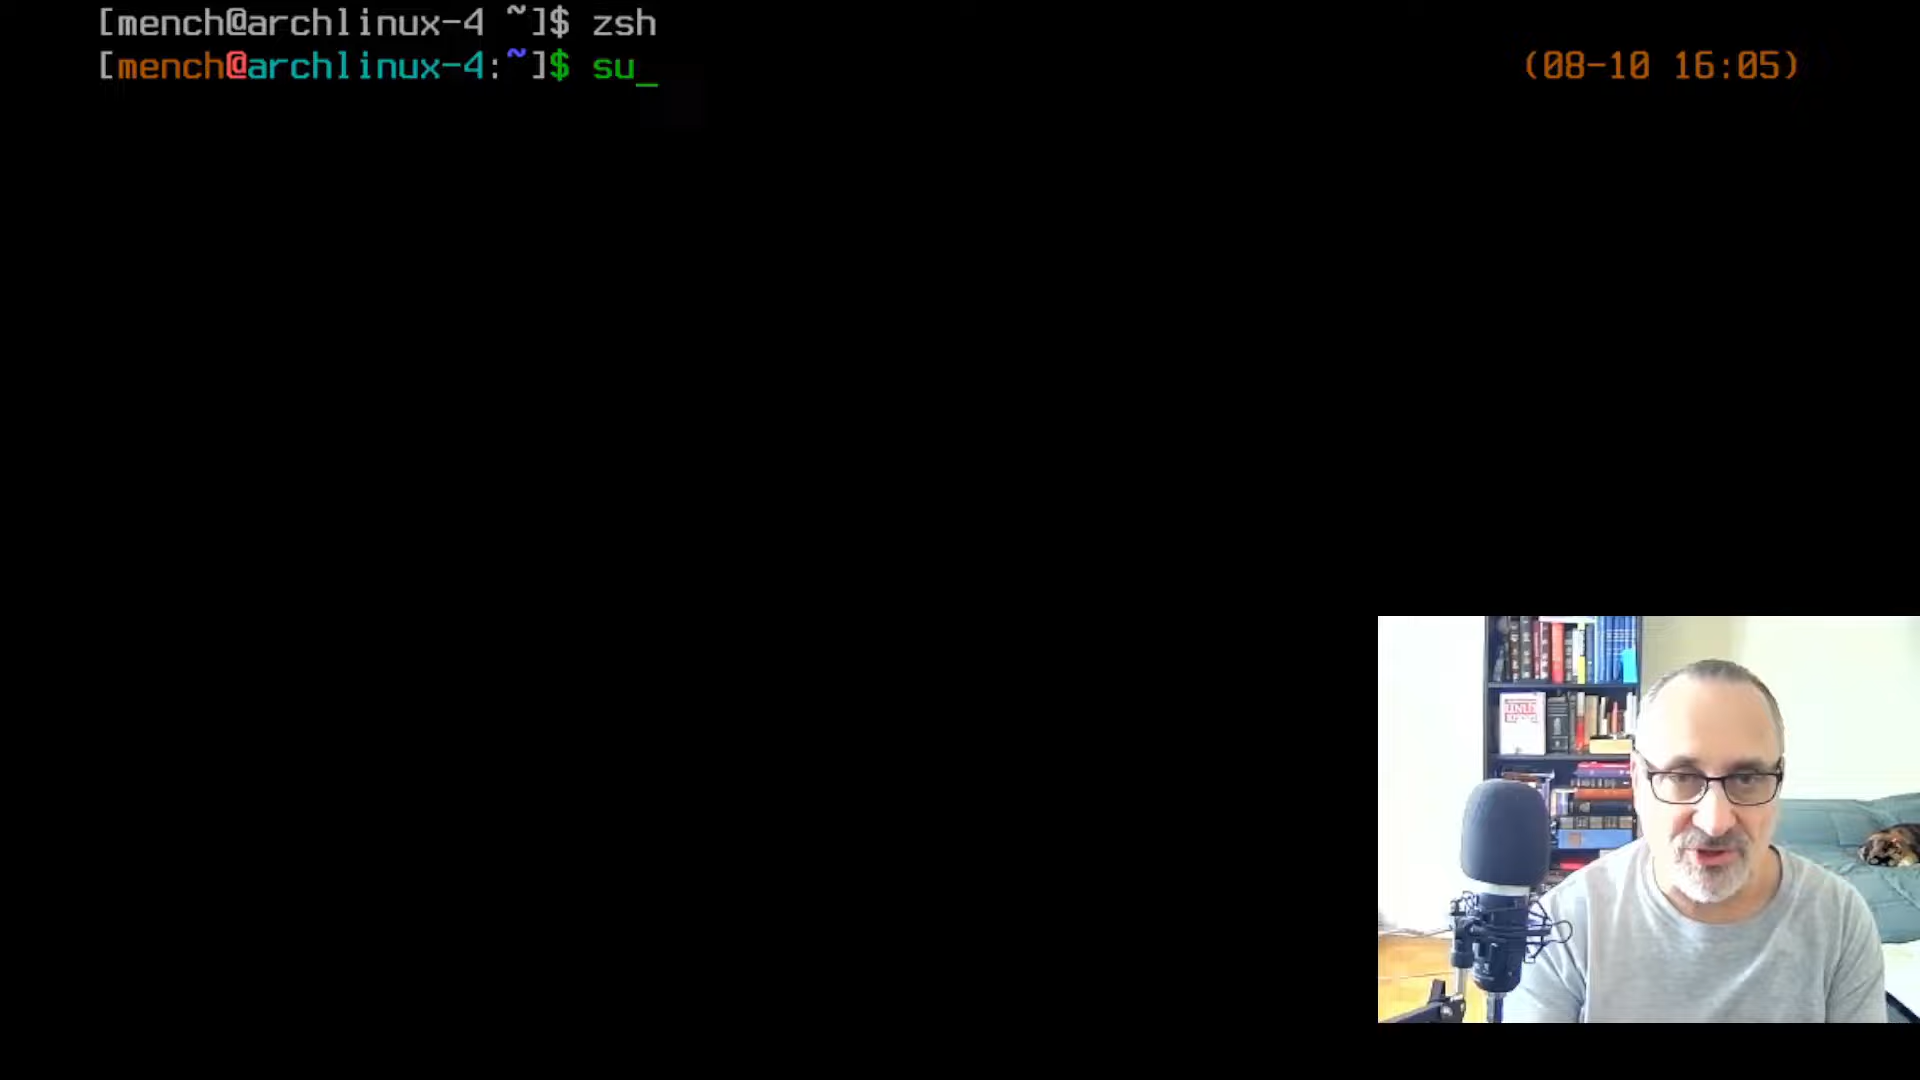 [mench@archlinux-4 ~]$ zsh
[mench@archlinux-4:~]$ su_ (08-10 16:05)